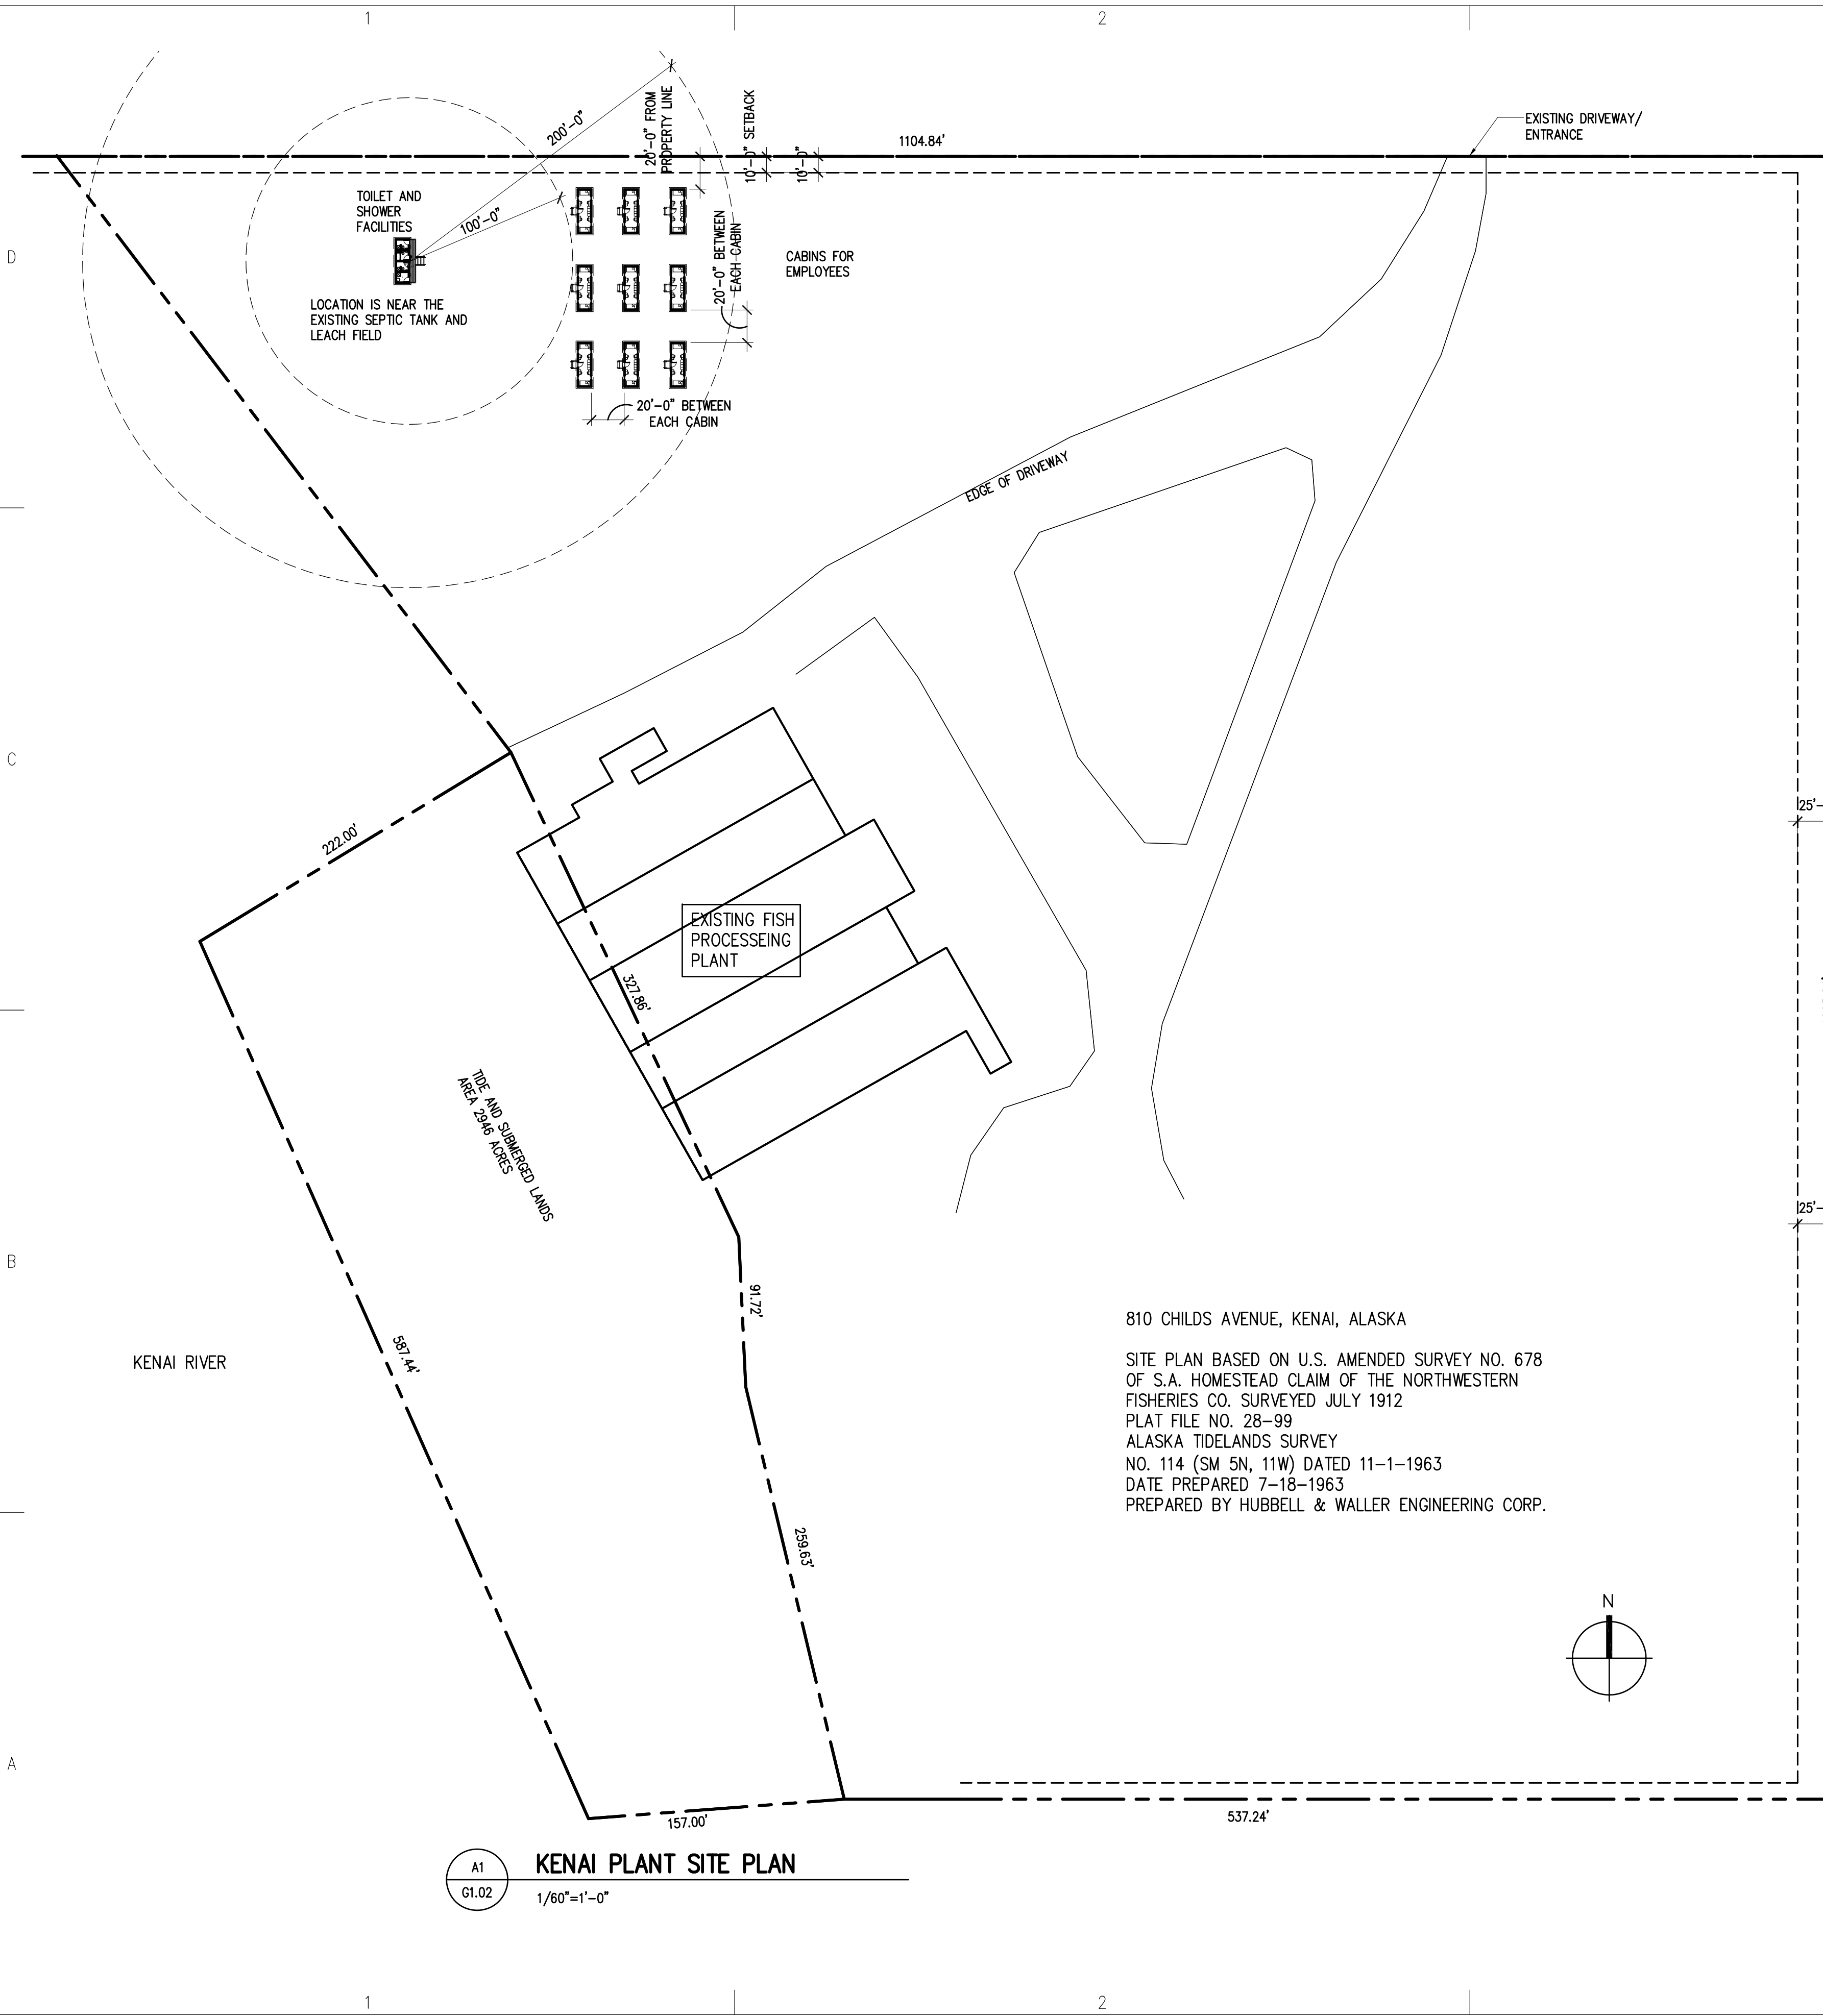 1
2
EXISTING DRIVEWAY/
ENTRANCE
1104.84'
200'-0"
20'-0" FROM
PROPERTY LINE
10'-0" SETBACK
10'-0"
TOILET AND
SHOWER
FACILITIES
100'-0"
20'-0" BETWEEN
EACH CABIN
CABINS FOR
EMPLOYEES
D
LOCATION IS NEAR THE
EXISTING SEPTIC TANK AND
LEACH FIELD
20'-0" BETWEEN
EACH CABIN
EDGE OF DRIVEWAY
C
222.00'
25'-
EXISTING FISH
PROCESSEING
PLANT
327.86'
TIDE AND SUBMERGED LANDS
AREA 2946 ACRES
25'-
B
91.72'
587.44'
KENAI RIVER
810 CHILDS AVENUE, KENAI, ALASKA
SITE PLAN BASED ON U.S. AMENDED SURVEY NO. 678
OF S.A. HOMESTEAD CLAIM OF THE NORTHWESTERN
FISHERIES CO. SURVEYED JULY 1912
PLAT FILE NO. 28-99
ALASKA TIDELANDS SURVEY
NO. 114 (SM 5N, 11W) DATED 11-1-1963
DATE PREPARED 7-18-1963
PREPARED BY HUBBELL & WALLER ENGINEERING CORP.
259.63'
N
A
157.00'
537.24'
A1
G1.02
KENAI PLANT SITE PLAN
1/60"=1'-0"
1
2